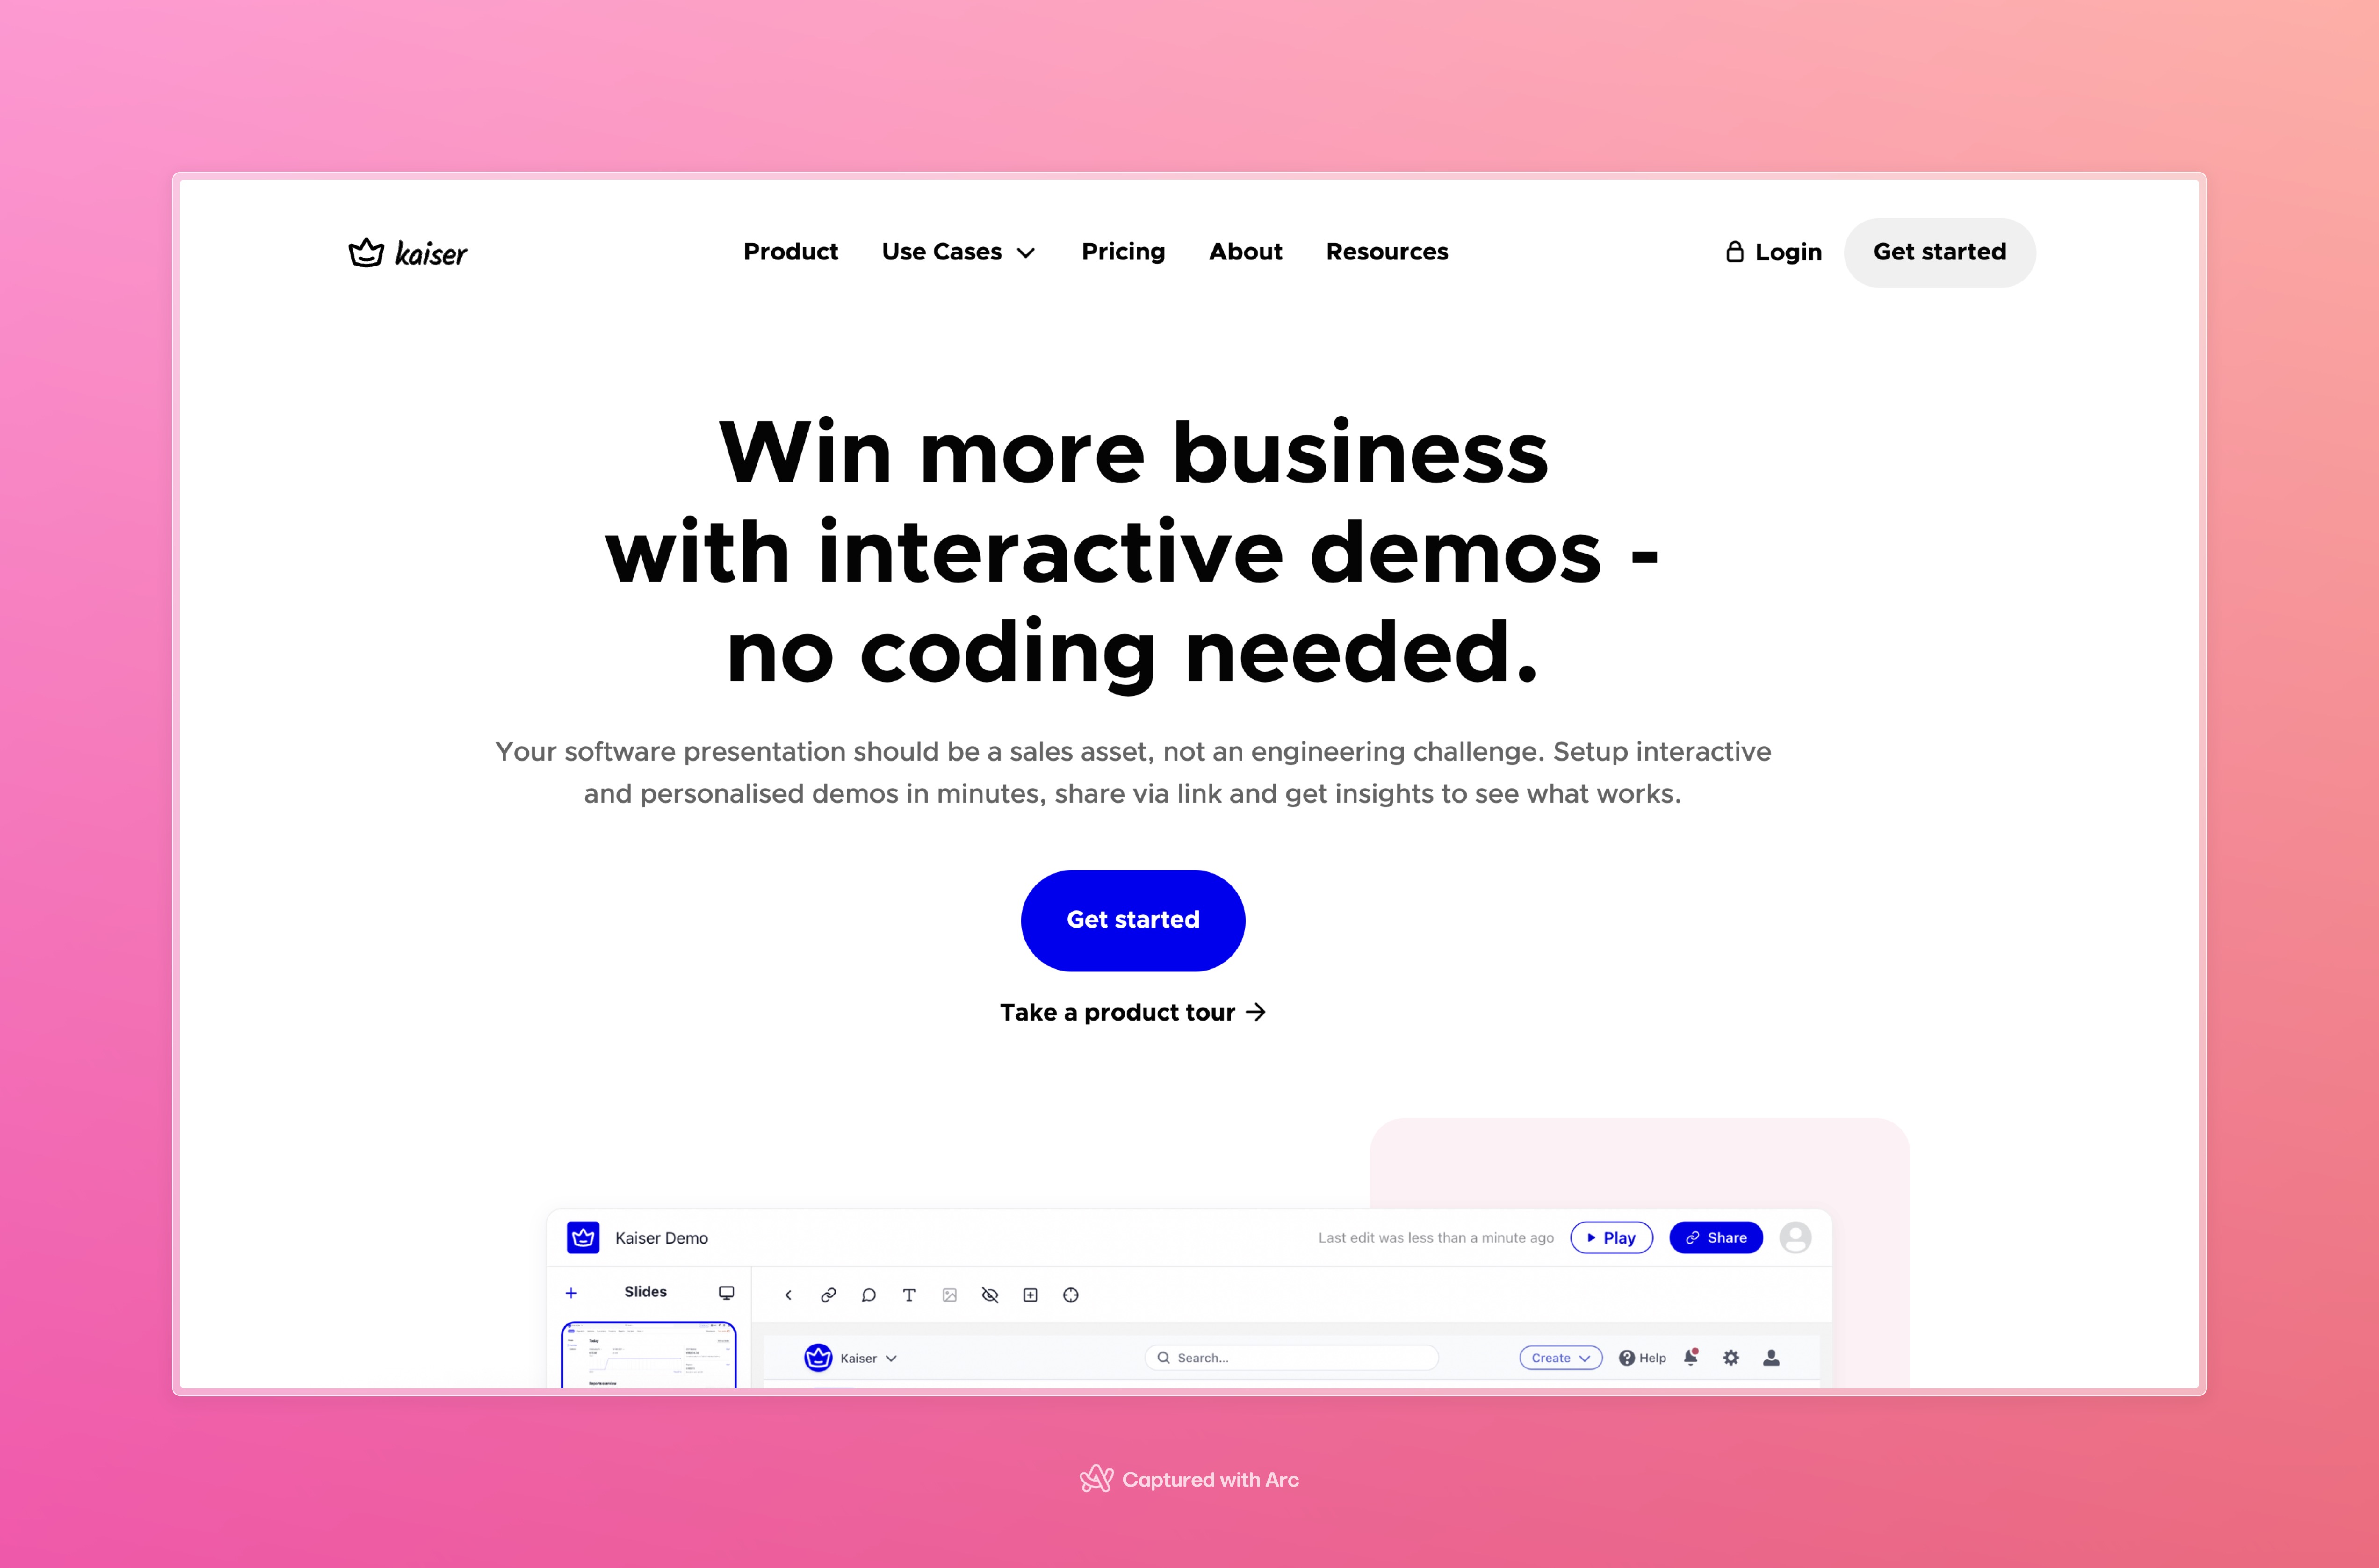 kaiser
Product Use Cases Pricing About Resources
Login Get started
Win more business
with interactive demos -
no coding needed.
Your software presentation should be a sales asset, not an engineering challenge. Setup interactive
and personalised demos in minutes, share via link and get insights to see what works.
Get started
Take a product tour →
Kaiser Demo
Last edit was less than a minute ago
Play
Share
Slides
Today
Reports overview
Kaiser
Search...
Create
Help
Captured with Arc